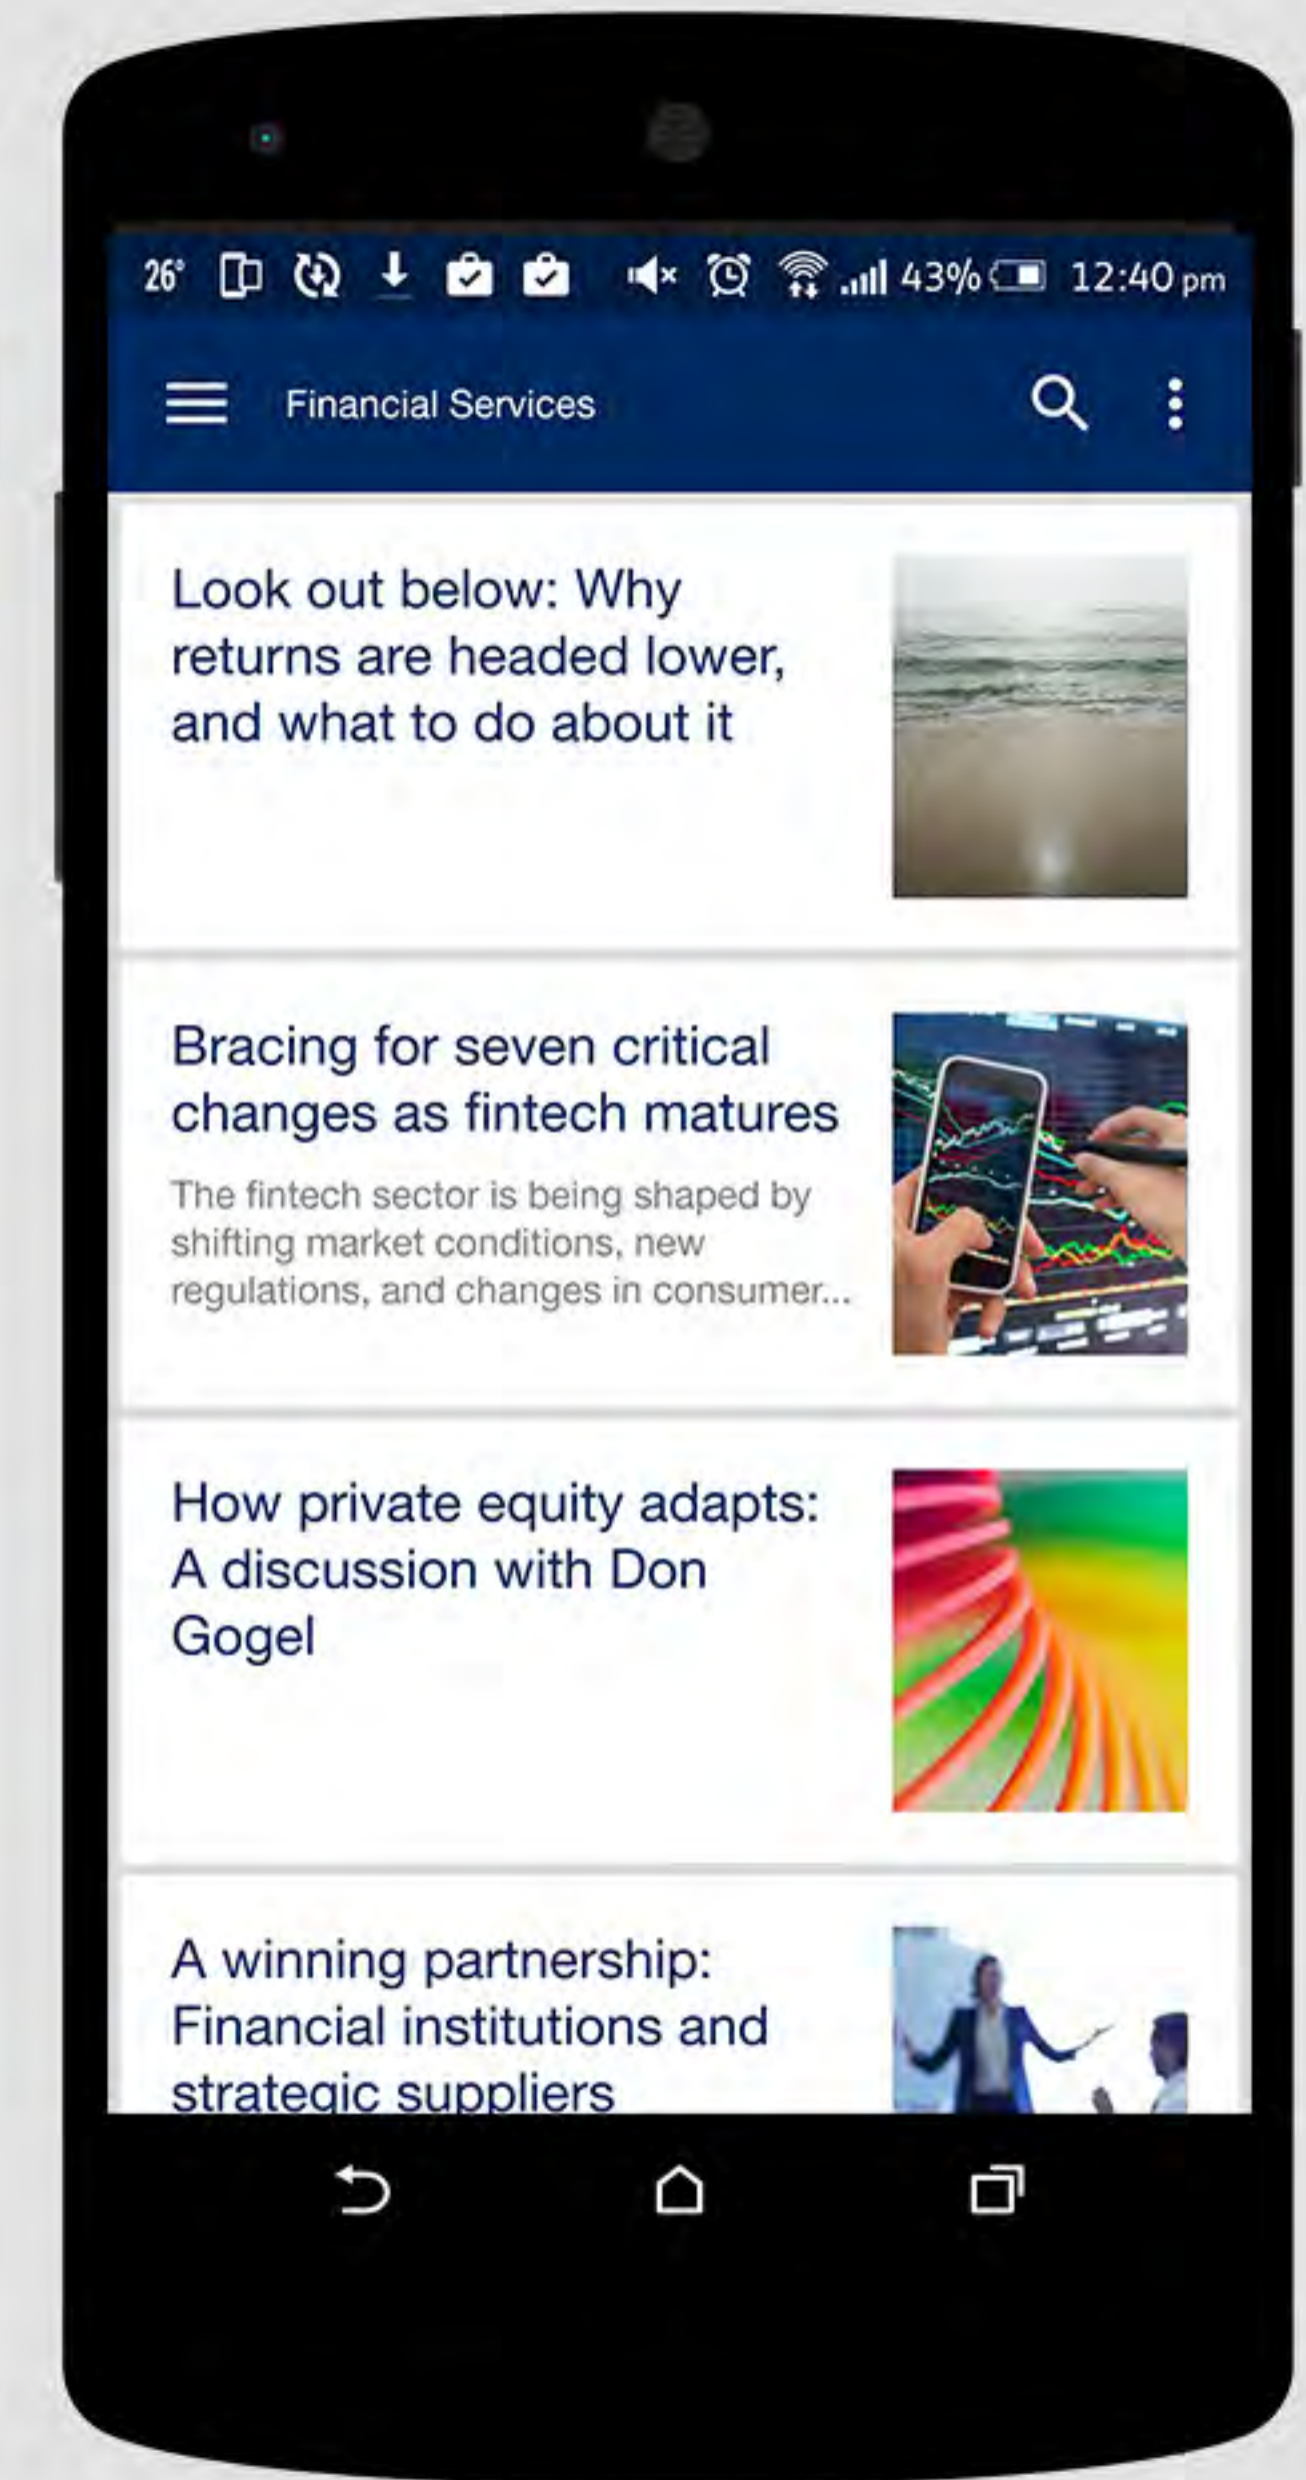 26° 43% 12:40 pm
Financial Services
Look out below: Why
returns are headed lower,
and what to do about it
Bracing for seven critical
changes as fintech matures
The fintech sector is being shaped by
shifting market conditions, new
regulations, and changes in consumer...
How private equity adapts:
A discussion with Don
Gogel
A winning partnership:
Financial institutions and
strategic suppliers